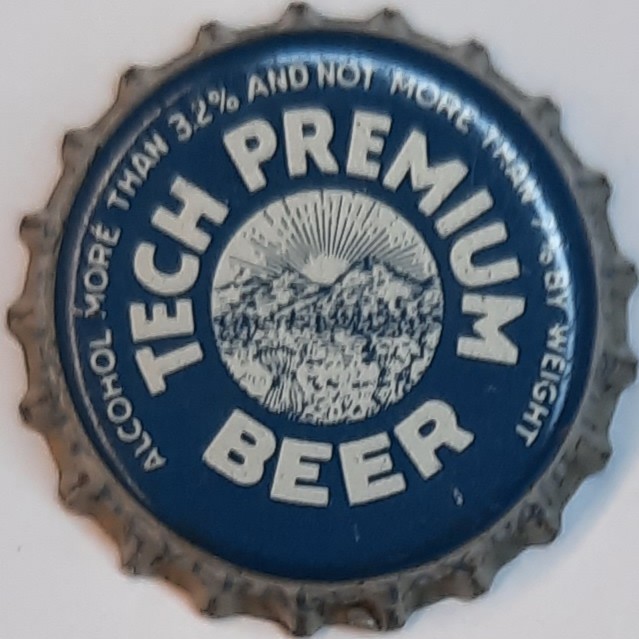 ALCOHOL MORE THAN 3.2% AND NOT MORE THAN 7% BY WEIGHT
TECH PREMIUM
BEER